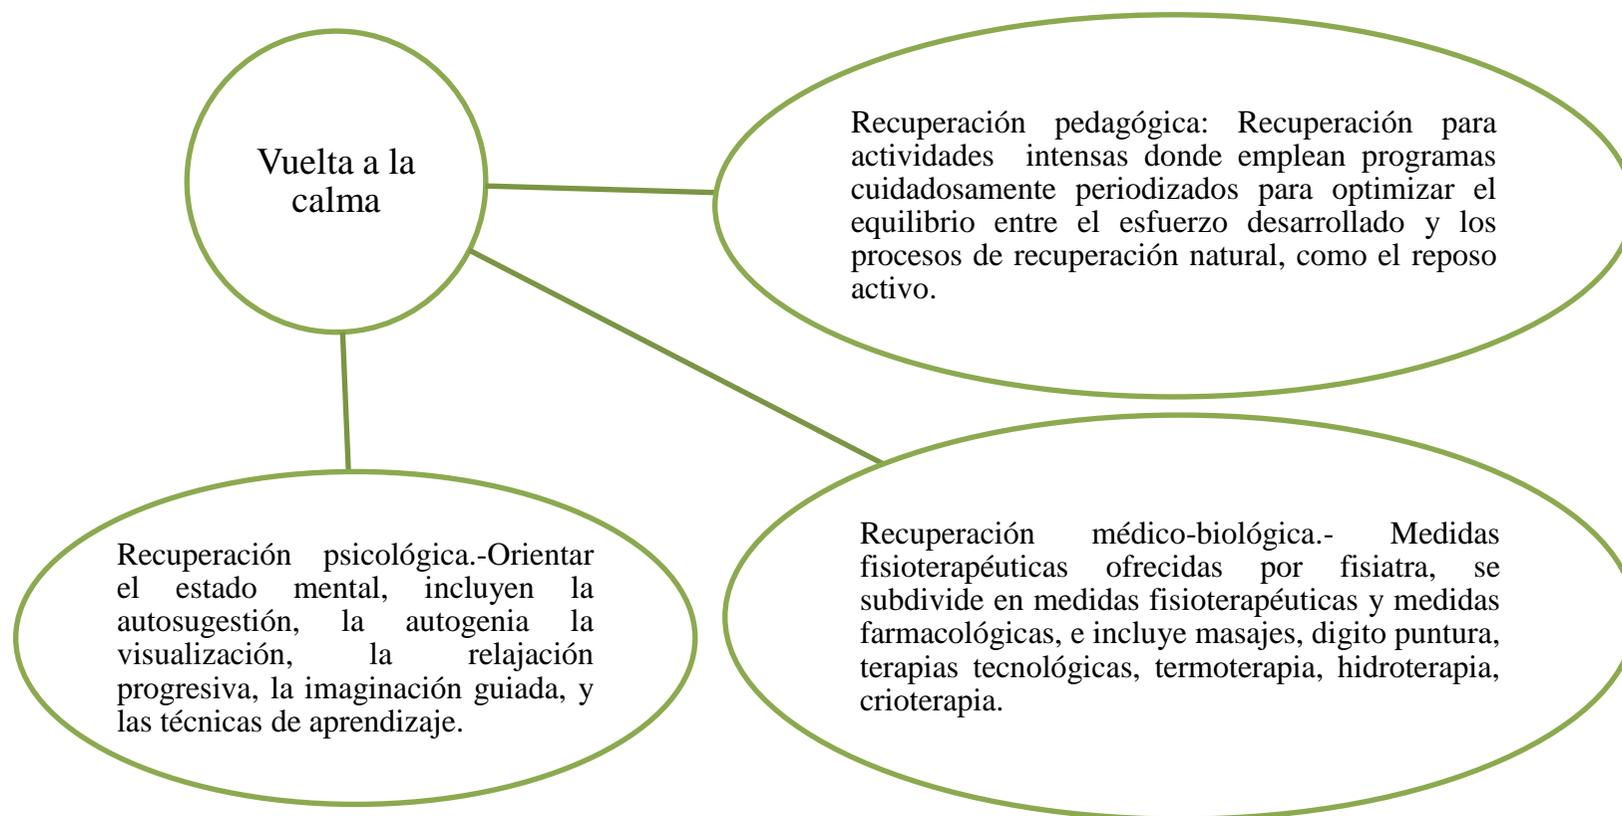 Vuelta a la
calma
Recuperación pedagógica: Recuperación para
actividades intensas donde emplean programas
cuidadosamente periodizados para optimizar el
equilibrio entre el esfuerzo desarrollado y los
procesos de recuperación natural, como el reposo
activo.
Recuperación psicológica.-Orientar
el estado mental, incluyen la
autosugestión, la autogenia la
visualización, la relajación
progresiva, la imaginación guiada, y
las técnicas de aprendizaje.
Recuperación médico-biológica.- Medidas
fisioterapéuticas ofrecidas por fisiatra, se
subdivide en medidas fisioterapéuticas y medidas
farmacológicas, e incluye masajes, digito puntura,
terapias tecnológicas, termoterapia, hidroterapia,
crioterapia.